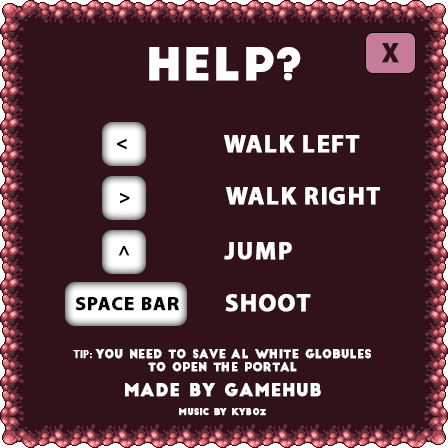 HELP?
X
< WALK LEFT
> WALK RIGHT
^ JUMP
SPACE BAR SHOOT
TIP: YOU NEED TO SAVE AL WHITE GLOBULES
TO OPEN THE PORTAL
MADE BY GAMEHUB
MUSIC BY KYBOZ